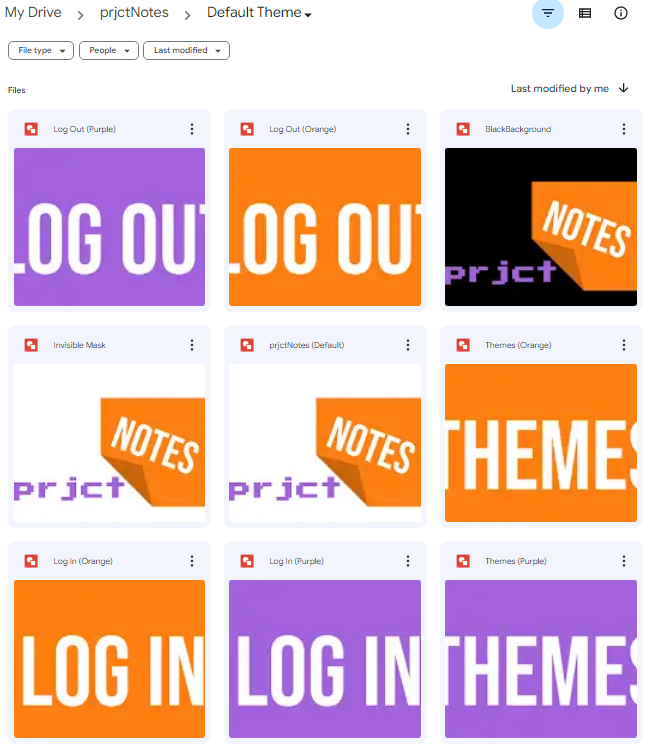 My Drive > prjctNotes > Default Theme
File type People Last modified
Files Last modified by me
Log Out (Purple) Log Out (Orange) BlackBackground
LOG OUT LOG OUT NOTES
prjct
Invisible Mask prjctNotes (Default) Themes (Orange)
NOTES NOTES THEMES
prjct prjct
Log In (Orange) Log In (Purple) Themes (Purple)
LOG IN LOG IN THEMES